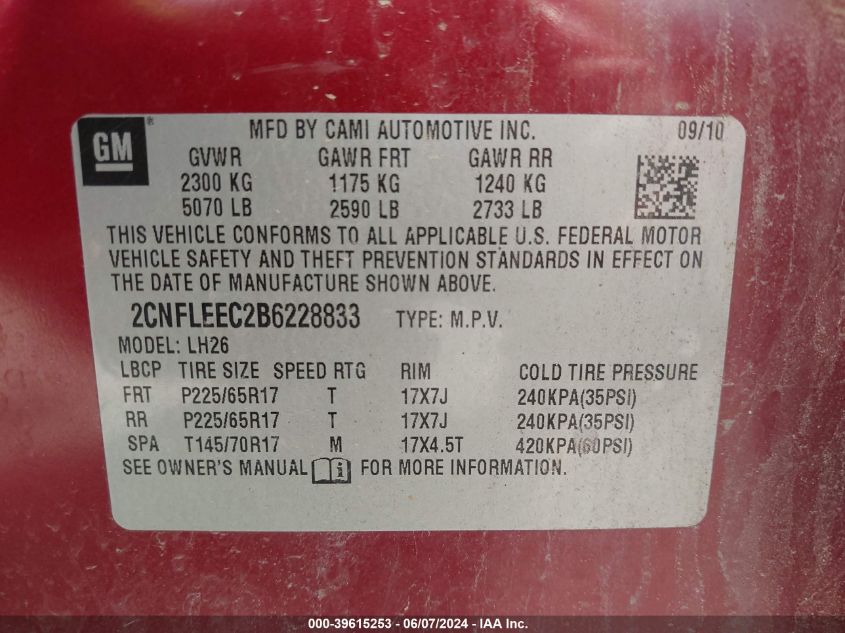 GM ® MFD BY CAMI AUTOMOTIVE INC. 09/10
GVWR GAWR FRT GAWR RR
2300 KG 1175 KG 1240 KG
5070 LB 2590 LB 2733 LB
THIS VEHICLE CONFORMS TO ALL APPLICABLE U.S. FEDERAL MOTOR
VEHICLE SAFETY AND THEFT PREVENTION STANDARDS IN EFFECT ON
THE DATE OF MANUFACTURE SHOWN ABOVE.
2CNFLEEC2B6228833 TYPE: M.P.V.
MODEL: LH26
LBCP TIRE SIZE SPEED RTG RIM COLD TIRE PRESSURE
FRT P225/65R17 T 17X7J 240KPA(35PSI)
RR P225/65R17 T 17X7J 240KPA(35PSI)
SPA T145/70R17 M 17X4.5T 420KPA(60PSI)
SEE OWNER'S MANUAL FOR MORE INFORMATION.
000-39615253 - 06/07/2024 - IAA Inc.